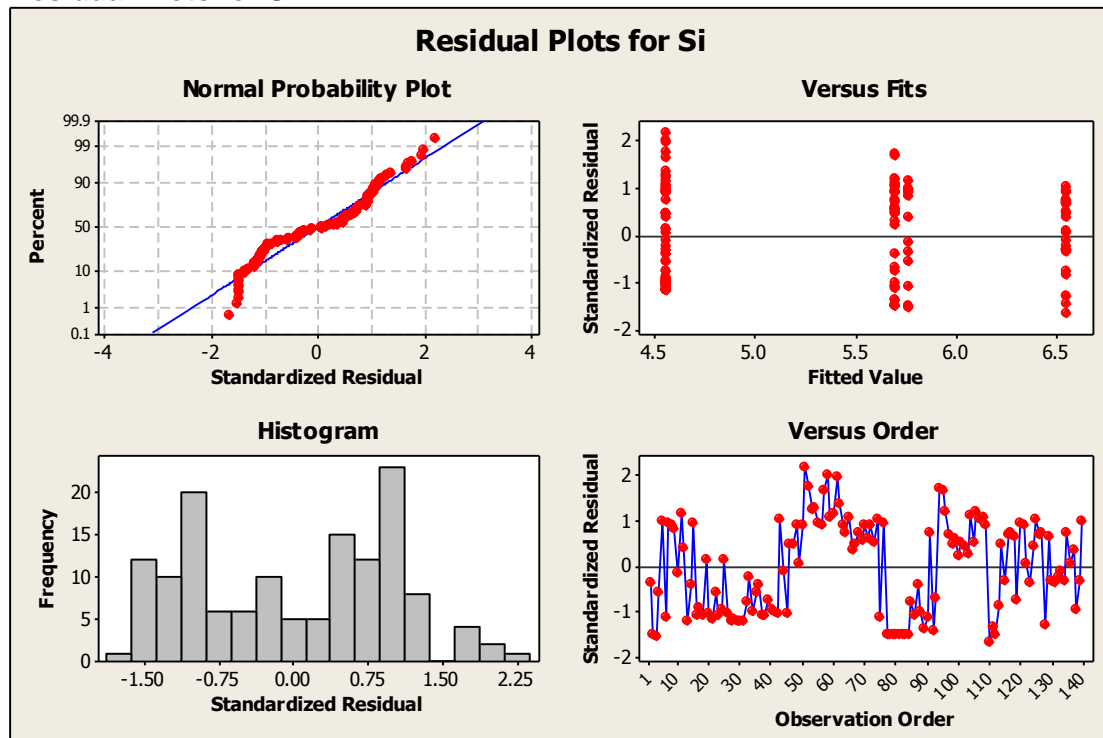 Residual Plots for Si
Normal Probability Plot
Percent
99.9
99
90
50
10
1
0.1
-4 -2 0 2 4
Standardized Residual
Versus Fits
Standardized Residual
2
1
0
-1
-2
4.5 5.0 5.5 6.0 6.5
Fitted Value
Histogram
Frequency
20
15
10
5
0
-1.50 -0.75 0.00 0.75 1.50 2.25
Standardized Residual
Versus Order
Standardized Residual
2
1
0
-1
-2
1 10 20 30 40 50 60 70 80 90 100 110 120 130 140
Observation Order